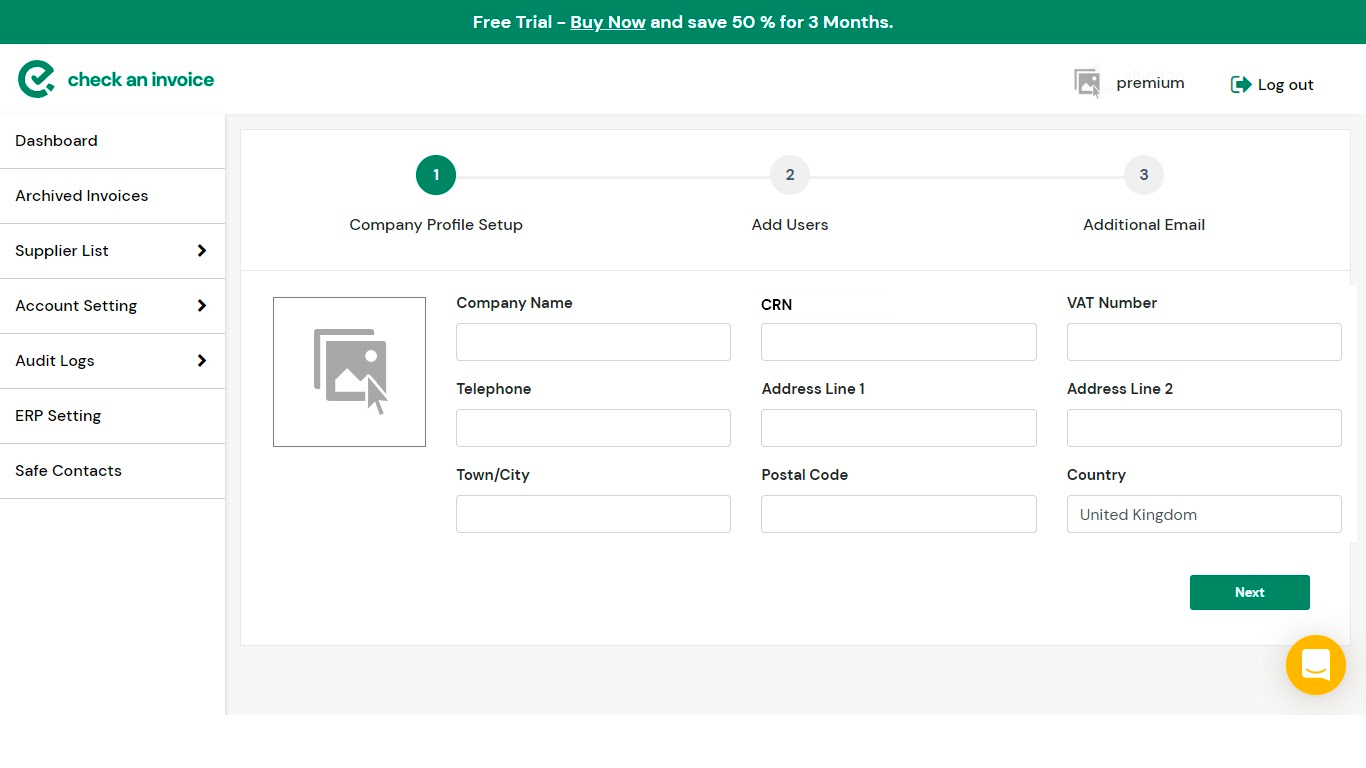 Free Trial - Buy Now and save 50 % for 3 Months.
check an invoice
premium
Log out
Dashboard
Archived Invoices
Supplier List
Account Setting
Audit Logs
ERP Setting
Safe Contacts
1
2
3
Company Profile Setup
Add Users
Additional Email
Company Name
CRN
VAT Number
Telephone
Address Line 1
Address Line 2
Town/City
Postal Code
Country
United Kingdom
Next